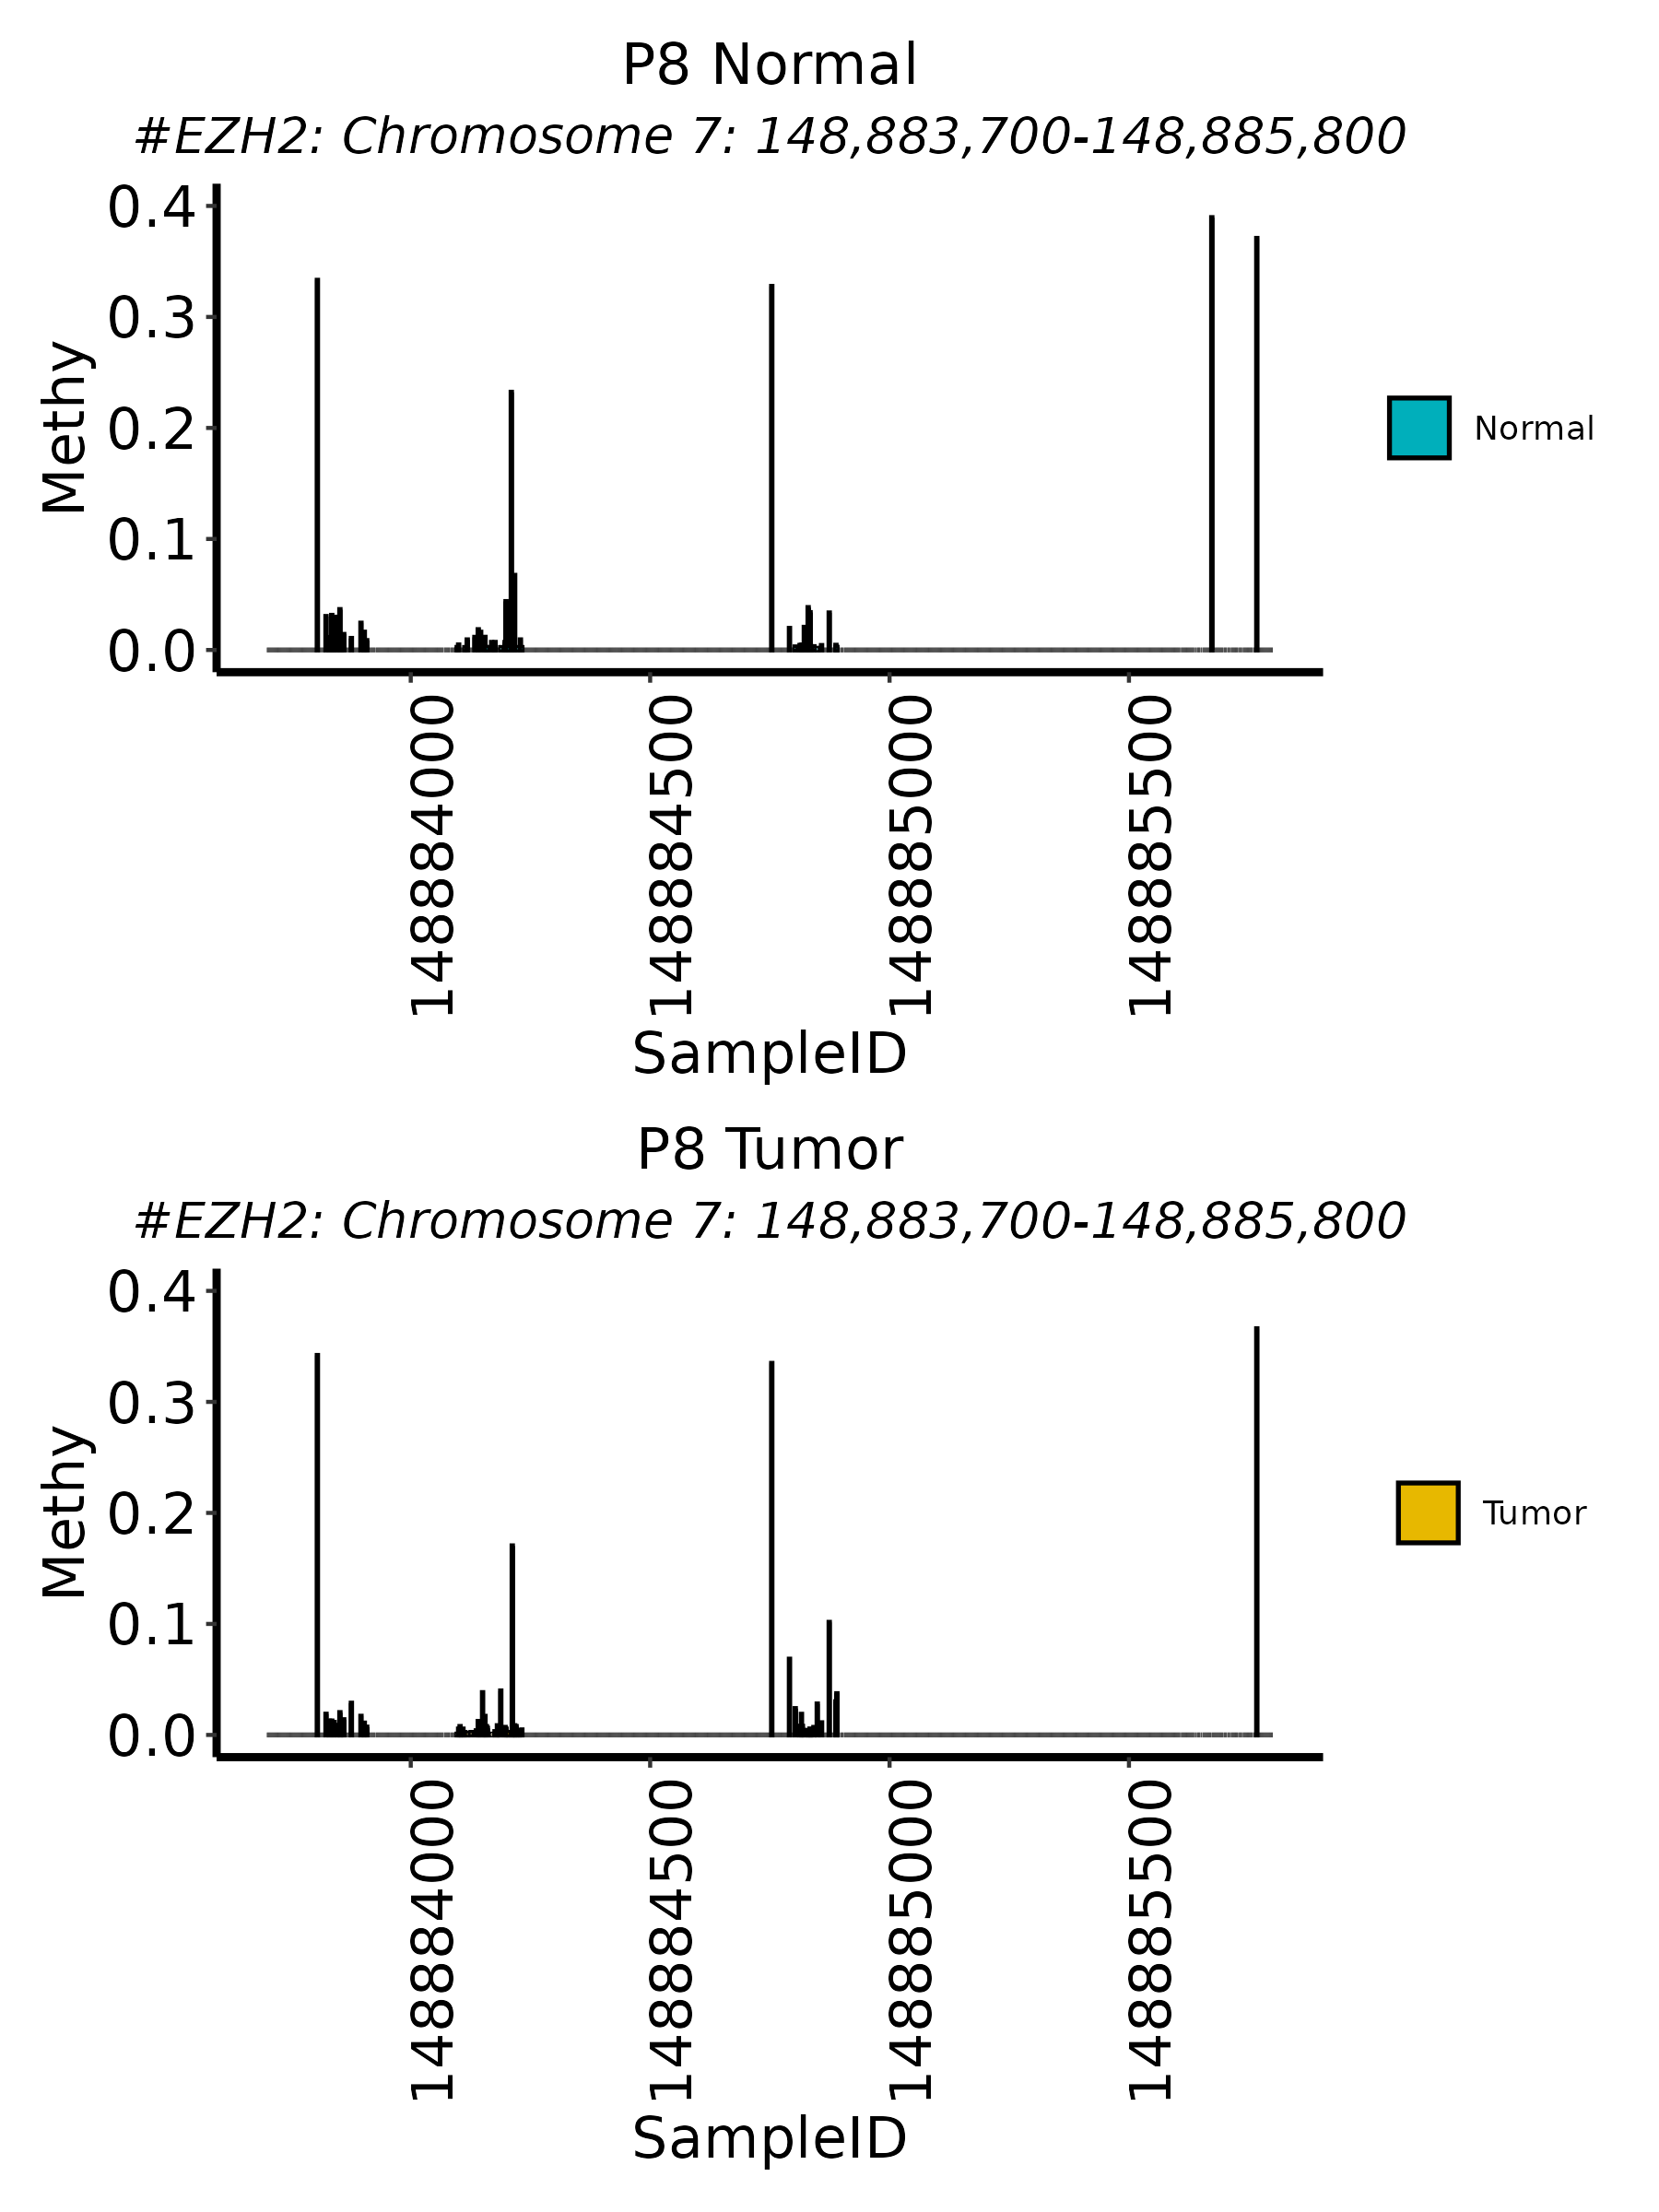 P8 Normal
#EZH2: Chromosome 7: 148,883,700-148,885,800
0.4
0.3
0.2
0.1
0.0
Methy
148884000
148884500
148885000
148885500
SampleID
Normal
P8 Tumor
#EZH2: Chromosome 7: 148,883,700-148,885,800
0.4
0.3
0.2
0.1
0.0
Methy
148884000
148884500
148885000
148885500
SampleID
Tumor